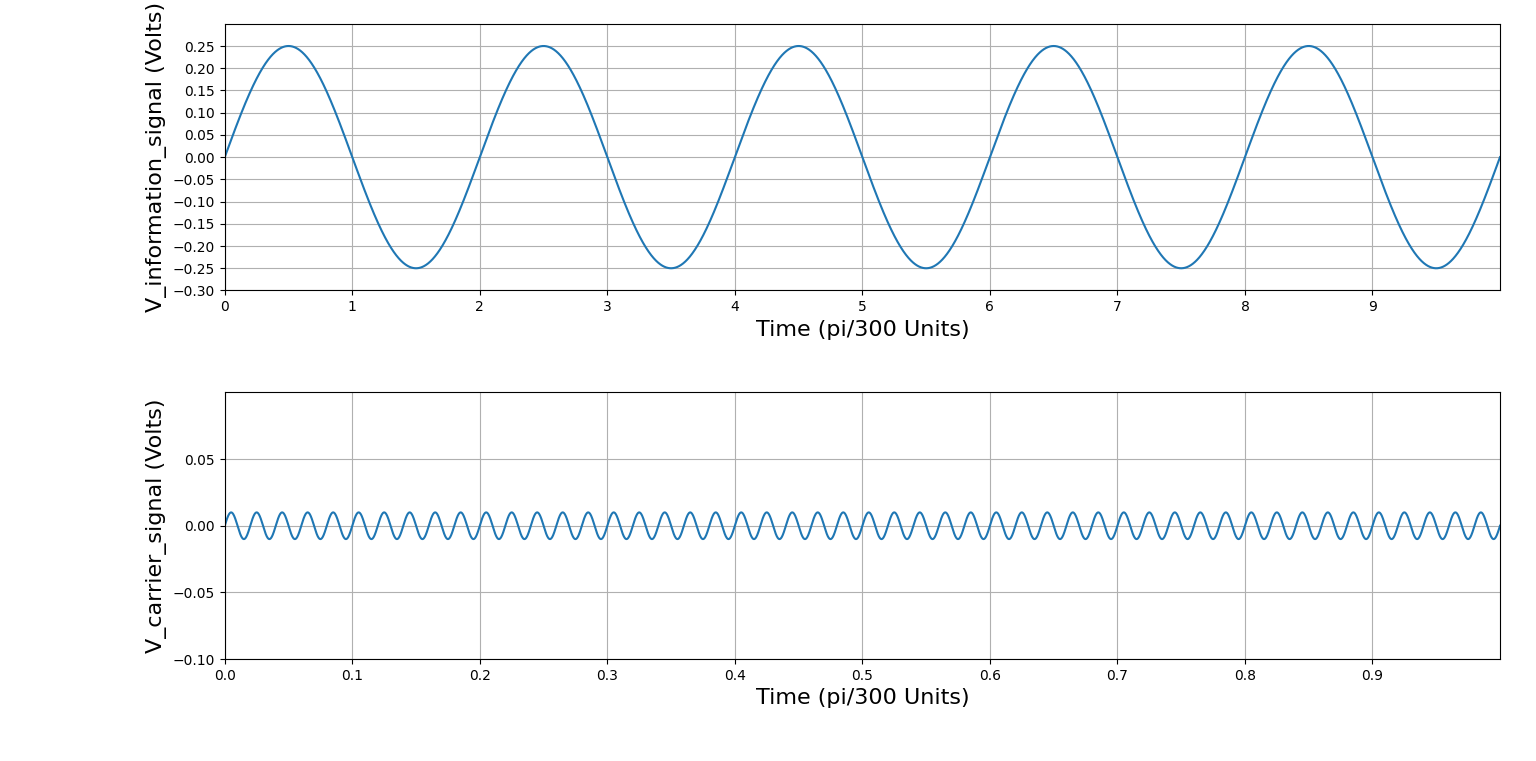 V_information_signal (Volts)
0.25
0.20
0.15
0.10
0.05
0.00
−0.05
−0.10
−0.15
−0.20
−0.25
−0.30
0 1 2 3 4 5 6 7 8 9
Time (pi/300 Units)
V_carrier_signal (Volts)
0.05
0.00
−0.05
−0.10
0.0 0.1 0.2 0.3 0.4 0.5 0.6 0.7 0.8 0.9
Time (pi/300 Units)